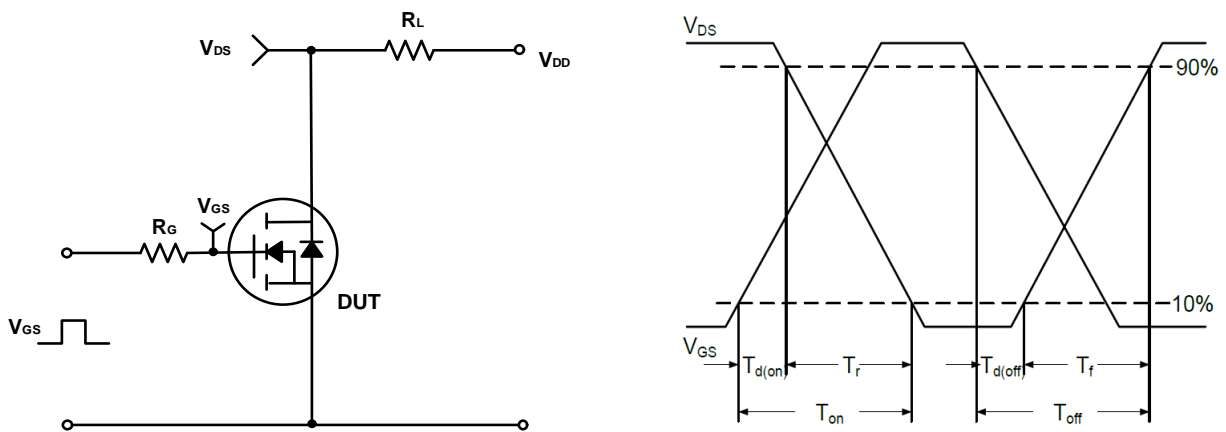 RL
VDS
VDD
VGS
RG
DUT
VGS
VDS
90%
10%
VGS
Td(on)
Tr
Td(off)
Tf
Ton
Toff